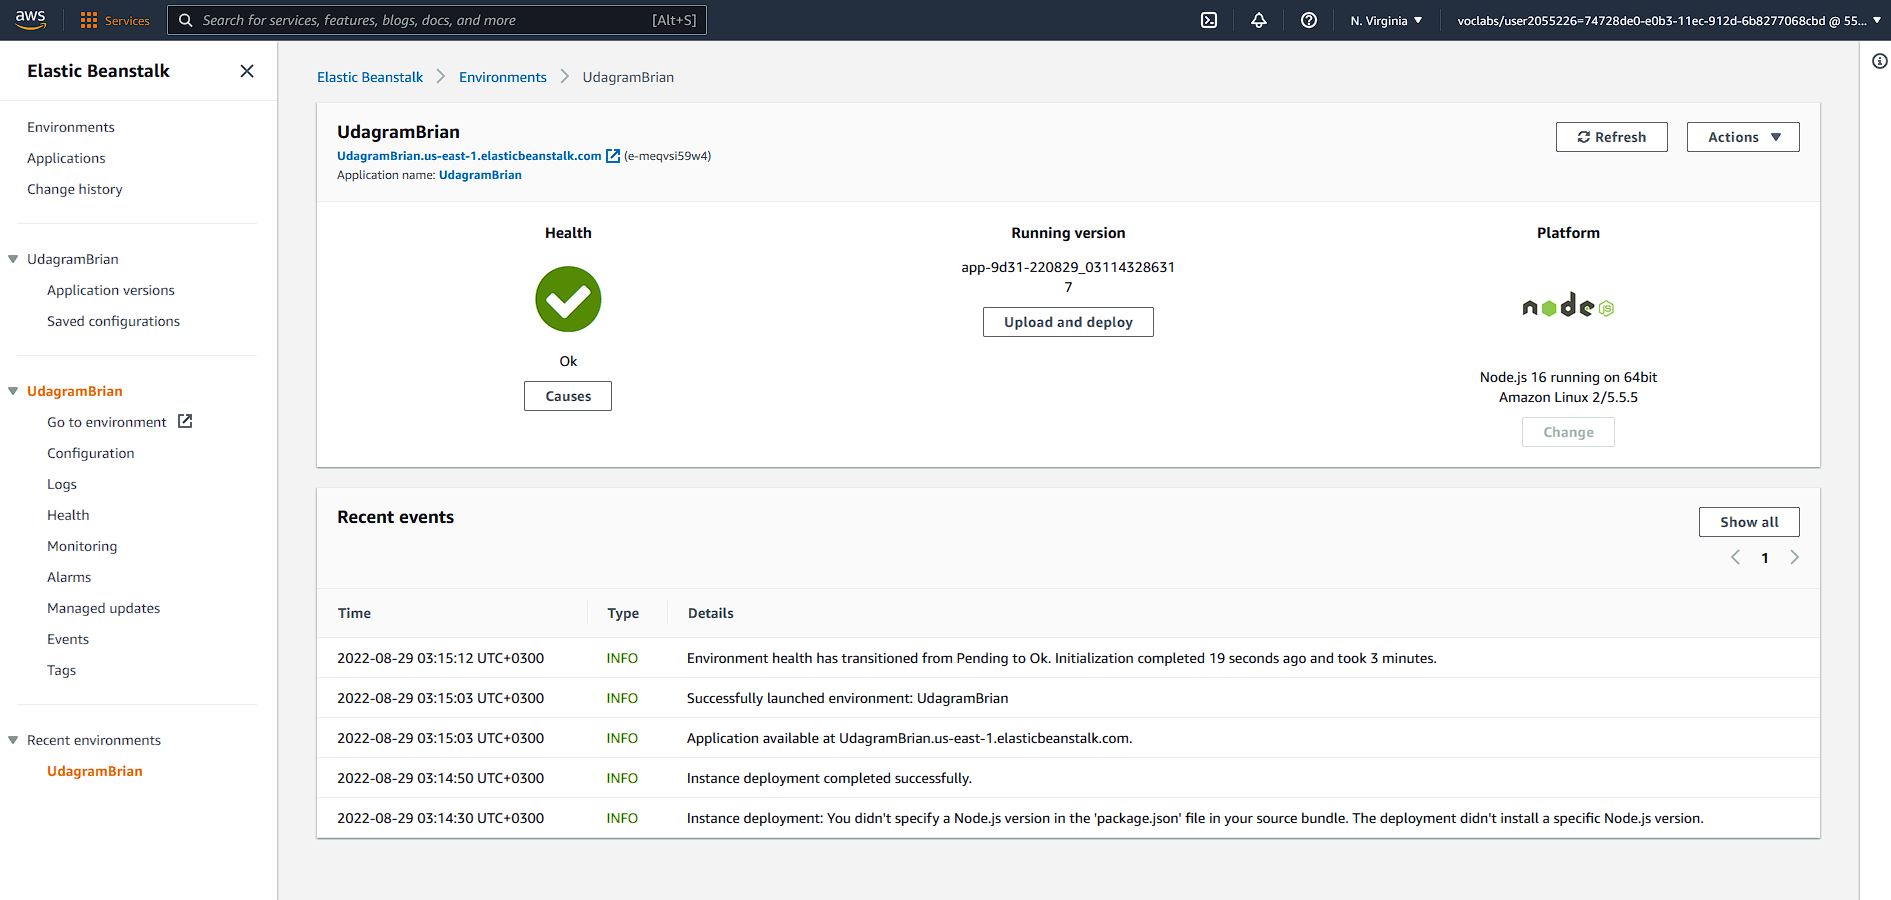 aws Services Search for services, features, blogs, docs, and more [Alt+S] N. Virginia voclabs/user2055226=74728de0-e0b3-11ec-912d-6b8277068cbd @ 55...
Elastic Beanstalk
Environments
Applications
Change history
UdagramBrian
Application versions
Saved configurations
UdagramBrian
Go to environment
Configuration
Logs
Health
Monitoring
Alarms
Managed updates
Events
Tags
Recent environments
UdagramBrian
Elastic Beanstalk > Environments > UdagramBrian
UdagramBrian
UdagramBrian.us-east-1.elasticbeanstalk.com (e-meqvsi59w4)
Application name: UdagramBrian
Refresh
Actions
Health
Ok
Causes
Running version
app-9d31-220829_03114328631
7
Upload and deploy
Platform
node JS
Node.js 16 running on 64bit
Amazon Linux 2/5.5.5
Change
Recent events
Show all
1
Time Type Details
2022-08-29 03:15:12 UTC+0300 INFO Environment health has transitioned from Pending to Ok. Initialization completed 19 seconds ago and took 3 minutes.
2022-08-29 03:15:03 UTC+0300 INFO Successfully launched environment: UdagramBrian
2022-08-29 03:15:03 UTC+0300 INFO Application available at UdagramBrian.us-east-1.elasticbeanstalk.com.
2022-08-29 03:14:50 UTC+0300 INFO Instance deployment completed successfully.
2022-08-29 03:14:30 UTC+0300 INFO Instance deployment: You didn't specify a Node.js version in the 'package.json' file in your source bundle. The deployment didn't install a specific Node.js version.